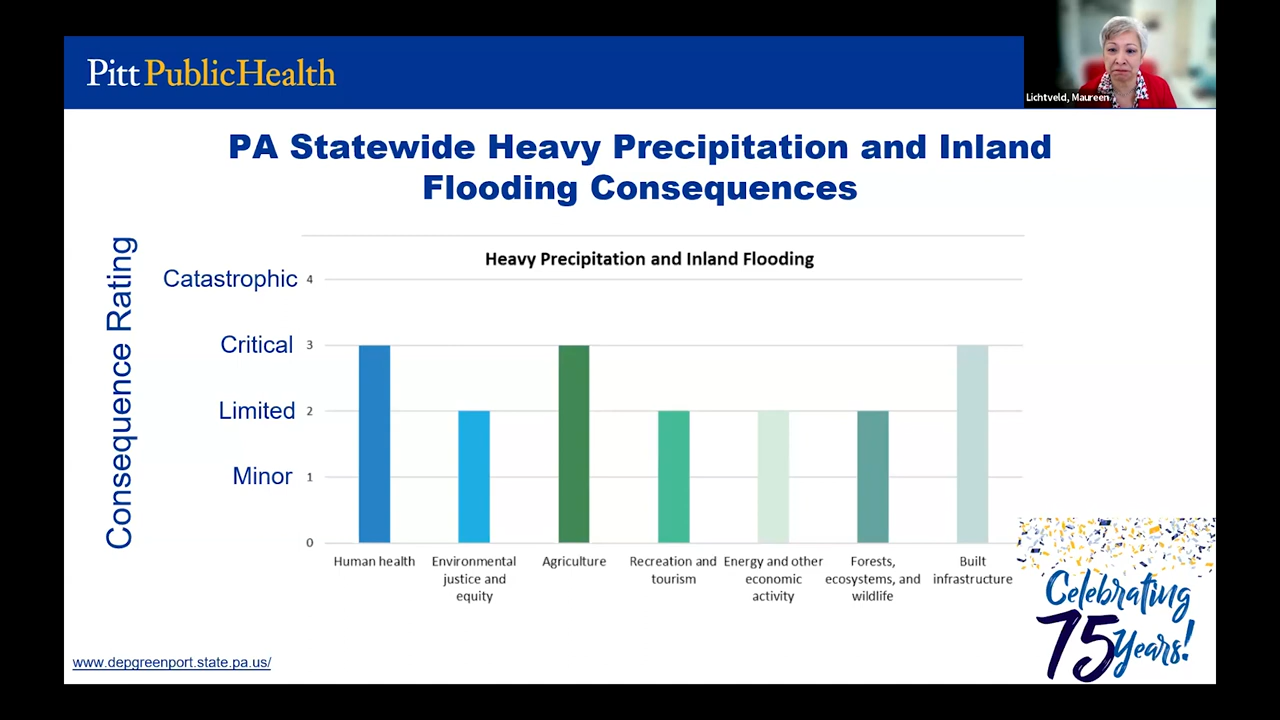 Pitt PublicHealth
Lichtveld, Maureen
PA Statewide Heavy Precipitation and Inland
Flooding Consequences
Consequence Rating
Heavy Precipitation and Inland Flooding
Catastrophic 4
Critical 3
Limited 2
Minor 1
0
Human health
Environmental
justice and
equity
Agriculture
Recreation and
tourism
Energy and other
economic
activity
Forests,
ecosystems, and
wildlife
Built
infrastructure
Celebrating
75 Years!
www.depgreenport.state.pa.us/